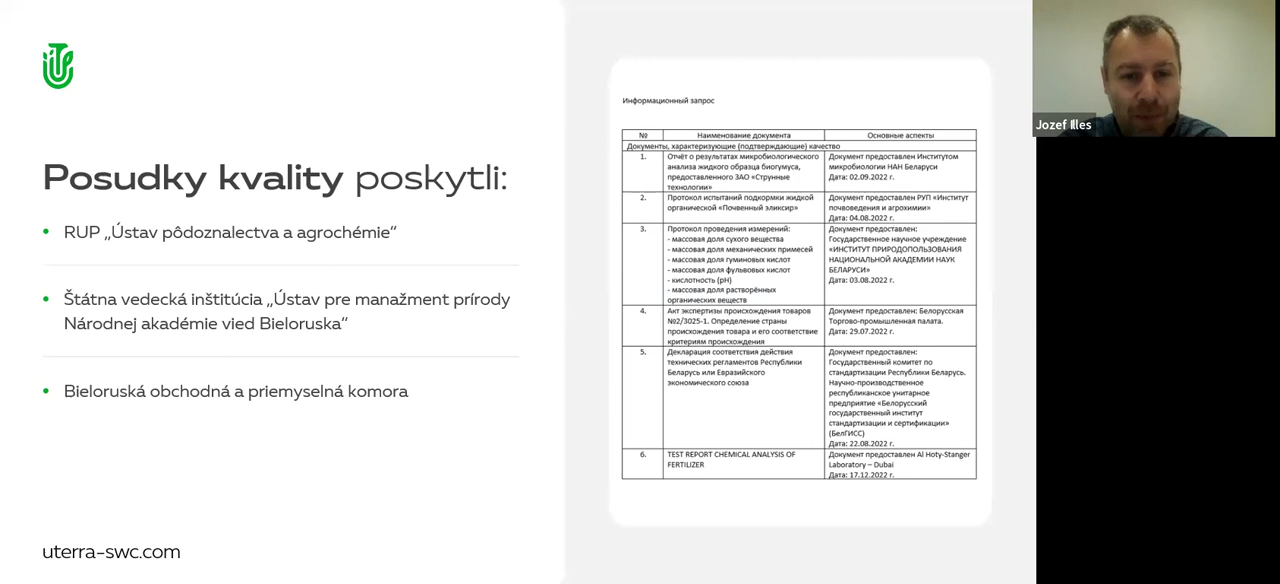 Posudky kvality poskytli:
• RUP „Ústav pôdoznalectva a agrochémie“
• Štátna vedecká inštitúcia „Ústav pre manažment prírody
Národnej akadémie vied Bieloruska“
• Bieloruská obchodná a priemyselná komora
uterra-swc.com
Информационный запрос
№ Наименование документа Основные аспекты
Документы, характеризующие (подтверждающие) качество
1. Отчёт о результатах микробиологического
анализа жидкого образца биогумуса,
предоставленного ЗАО «Струнные
технологии»
Документ предоставлен Институтом
микробиологии НАН Беларуси
Дата: 02.09.2022 г.
2. Протокол испытаний подкормки жидкой
органической «Почвенный эликсир»
Документ предоставлен РУП «Институт
почвоведения и агрохимии»
Дата: 04.08.2022 г.
3. Протокол проведения измерений:
- массовая доля сухого вещества
- массовая доля механических примесей
- массовая доля гуминовых кислот
- массовая доля фульвовых кислот
- кислотность (pH)
- массовая доля растворённых
органических веществ
Документ предоставлен:
Государственное научное учреждение
«ИНСТИТУТ ПРИРОДОПОЛЬЗОВАНИЯ
НАЦИОНАЛЬНОЙ АКАДЕМИИ НАУК
БЕЛАРУСИ»
Дата: 03.08.2022 г.
4. Акт экспертизы происхождения товаров
№2/3025-1. Определение страны
происхождения товара и его соответствие
критериям происхождения
Документ предоставлен: Белорусская
Торгово-промышленная палата.
Дата: 29.07.2022 г.
5. Декларация соответствия действия
технических регламентов Республики
Беларусь или Евразийского
экономического союза
Документ предоставлен:
Государственный комитет по
стандартизации Республики Беларусь.
Научно-производственное
республиканское унитарное
предприятие «Белорусский
государственный институт
стандартизации и сертификации»
(БелГИСС)
Дата: 22.08.2022 г.
6. TEST REPORT CHEMICAL ANALYSIS OF
FERTILIZER
Документ предоставлен Al Hoty-Stanger
Laboratory – Dubai
Дата: 17.12.2022 г.
Jozef Illes